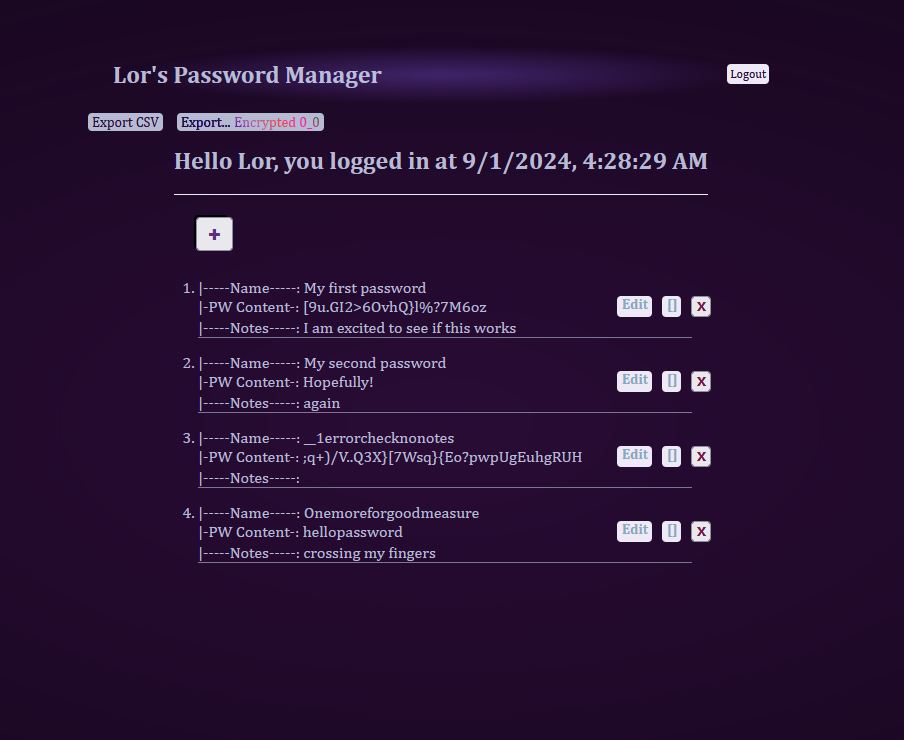 Lor's Password Manager
Logout
Export CSV
Export... Encrypted 0_0
Hello Lor, you logged in at 9/1/2024, 4:28:29 AM
+
1. |-----Name-----: My first password
|-PW Content-: [9u.GI2>6OvhQ}l%?7M6oz
Edit [] X
|-----Notes-----: I am excited to see if this works
2. |-----Name-----: My second password
|-PW Content-: Hopefully!
Edit [] X
|-----Notes-----: again
3. |-----Name-----: __1errorchecknonotes
|-PW Content-: ;q+)/V..Q3X}[7Wsq}{Eo?pwpUgEuhgRUH
Edit [] X
|-----Notes-----:
4. |-----Name-----: Onemoreforgoodmeasure
|-PW Content-: hellopassword
Edit [] X
|-----Notes-----: crossing my fingers